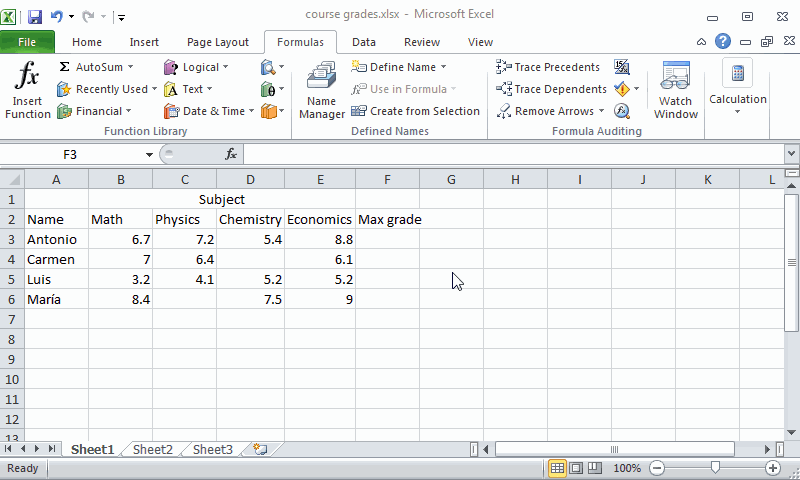 course grades.xlsx - Microsoft Excel
File Home Insert Page Layout Formulas Data Review View
fx Insert Function
Σ AutoSum
Recently Used
Financial
Logical
Text
Date & Time
Function Library
Name Manager
Define Name
Use in Formula
Create from Selection
Defined Names
Trace Precedents
Trace Dependents
Remove Arrows
Formula Auditing
Watch Window
Calculation
F3 fx
A B C D E F G H I J K L
1 Subject
2 Name Math Physics Chemistry Economics Max grade
3 Antonio 6.7 7.2 5.4 8.8
4 Carmen 7 6.4 6.1
5 Luis 3.2 4.1 5.2 5.2
6 María 8.4 7.5 9
7
8
9
10
11
12
13
Sheet1 Sheet2 Sheet3
Ready 100%